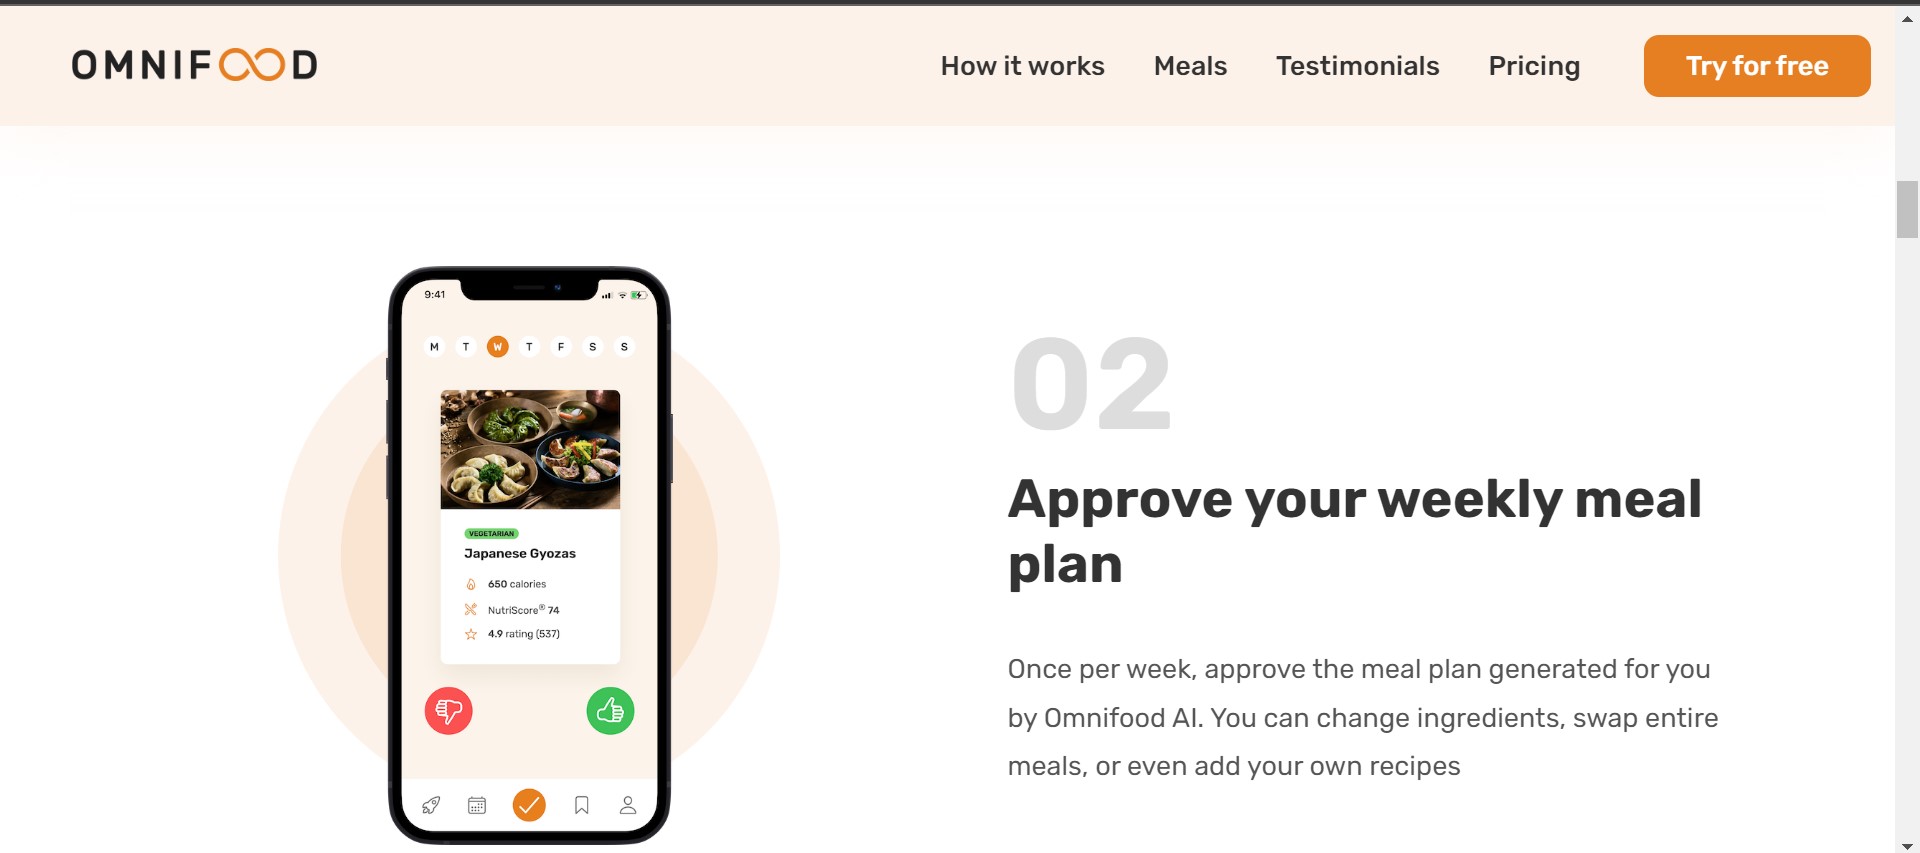 OMNIFOOD
How it works
Meals
Testimonials
Pricing
Try for free
9:41
M T W T F S S
VEGETARIAN
Japanese Gyozas
650 calories
NutriScore® 74
4.9 rating (537)
02
Approve your weekly meal
plan
Once per week, approve the meal plan generated for you
by Omnifood AI. You can change ingredients, swap entire
meals, or even add your own recipes